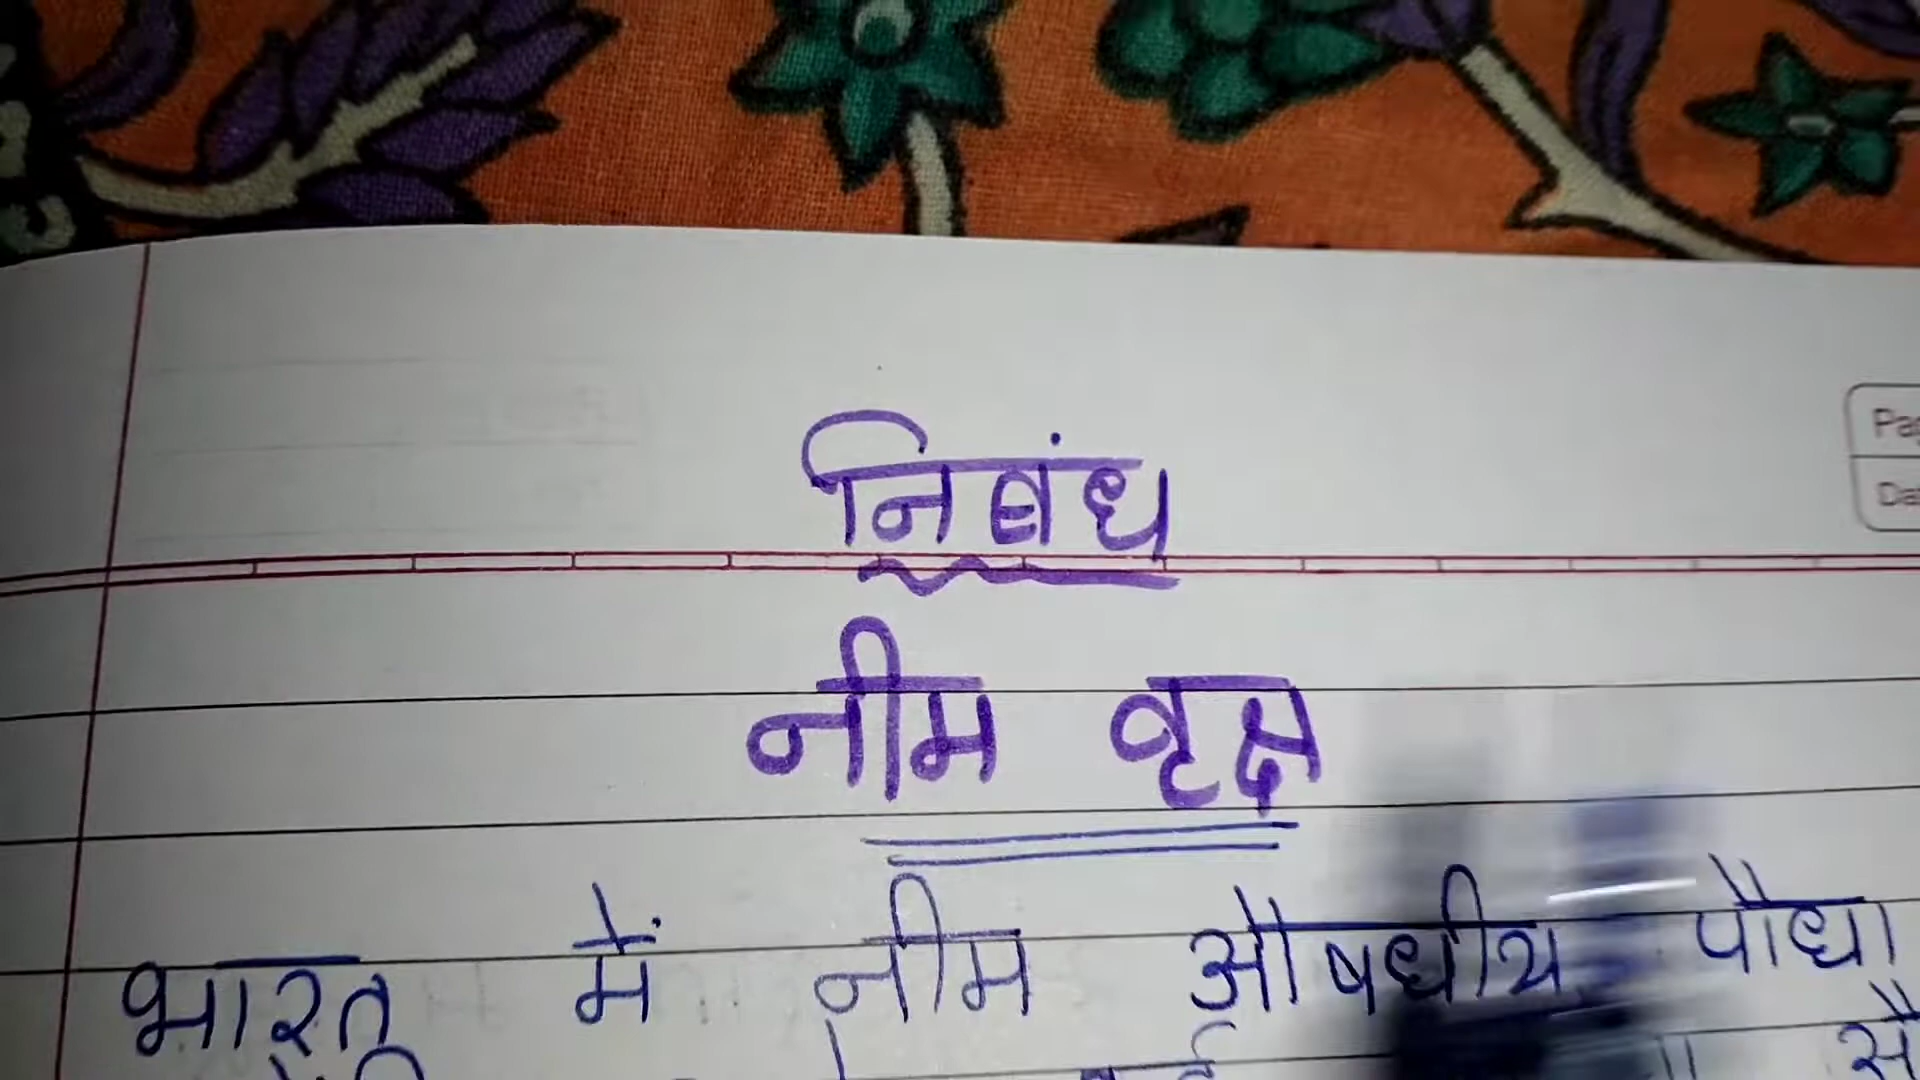 निबंध
नीम वृक्ष
भारत में नीम औषधीय पौधा